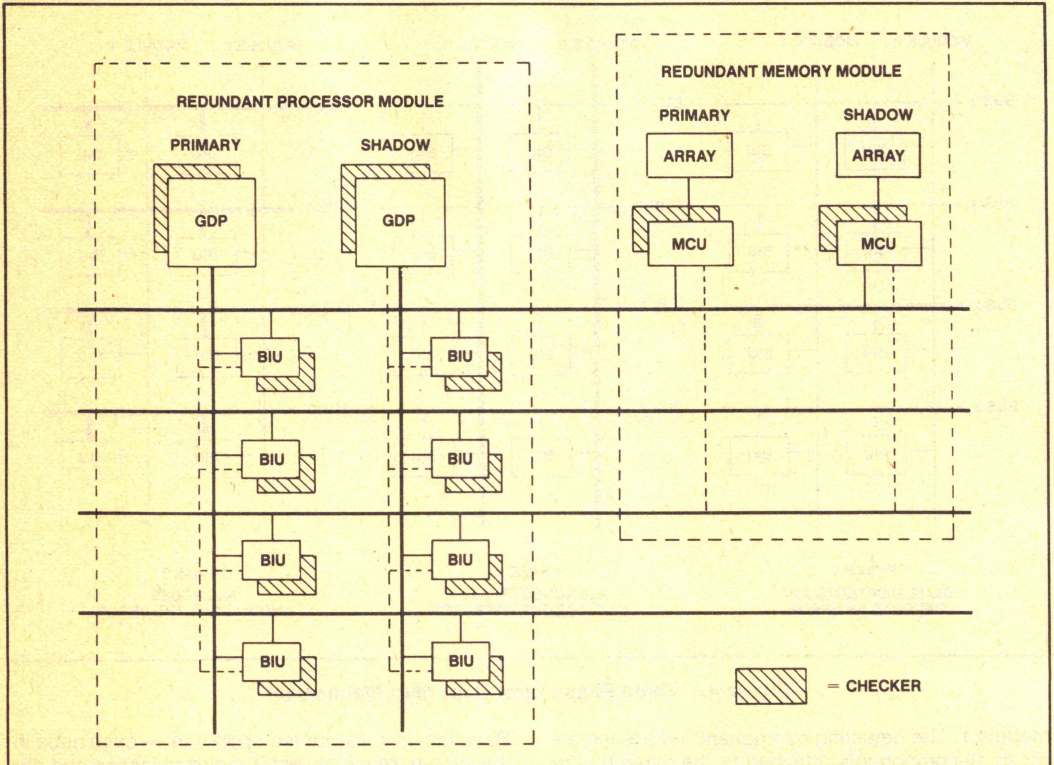 REDUNDANT PROCESSOR MODULE
PRIMARY SHADOW
GDP GDP
REDUNDANT MEMORY MODULE
PRIMARY SHADOW
ARRAY ARRAY
MCU MCU
BIU BIU
BIU BIU
BIU BIU
BIU BIU
= CHECKER